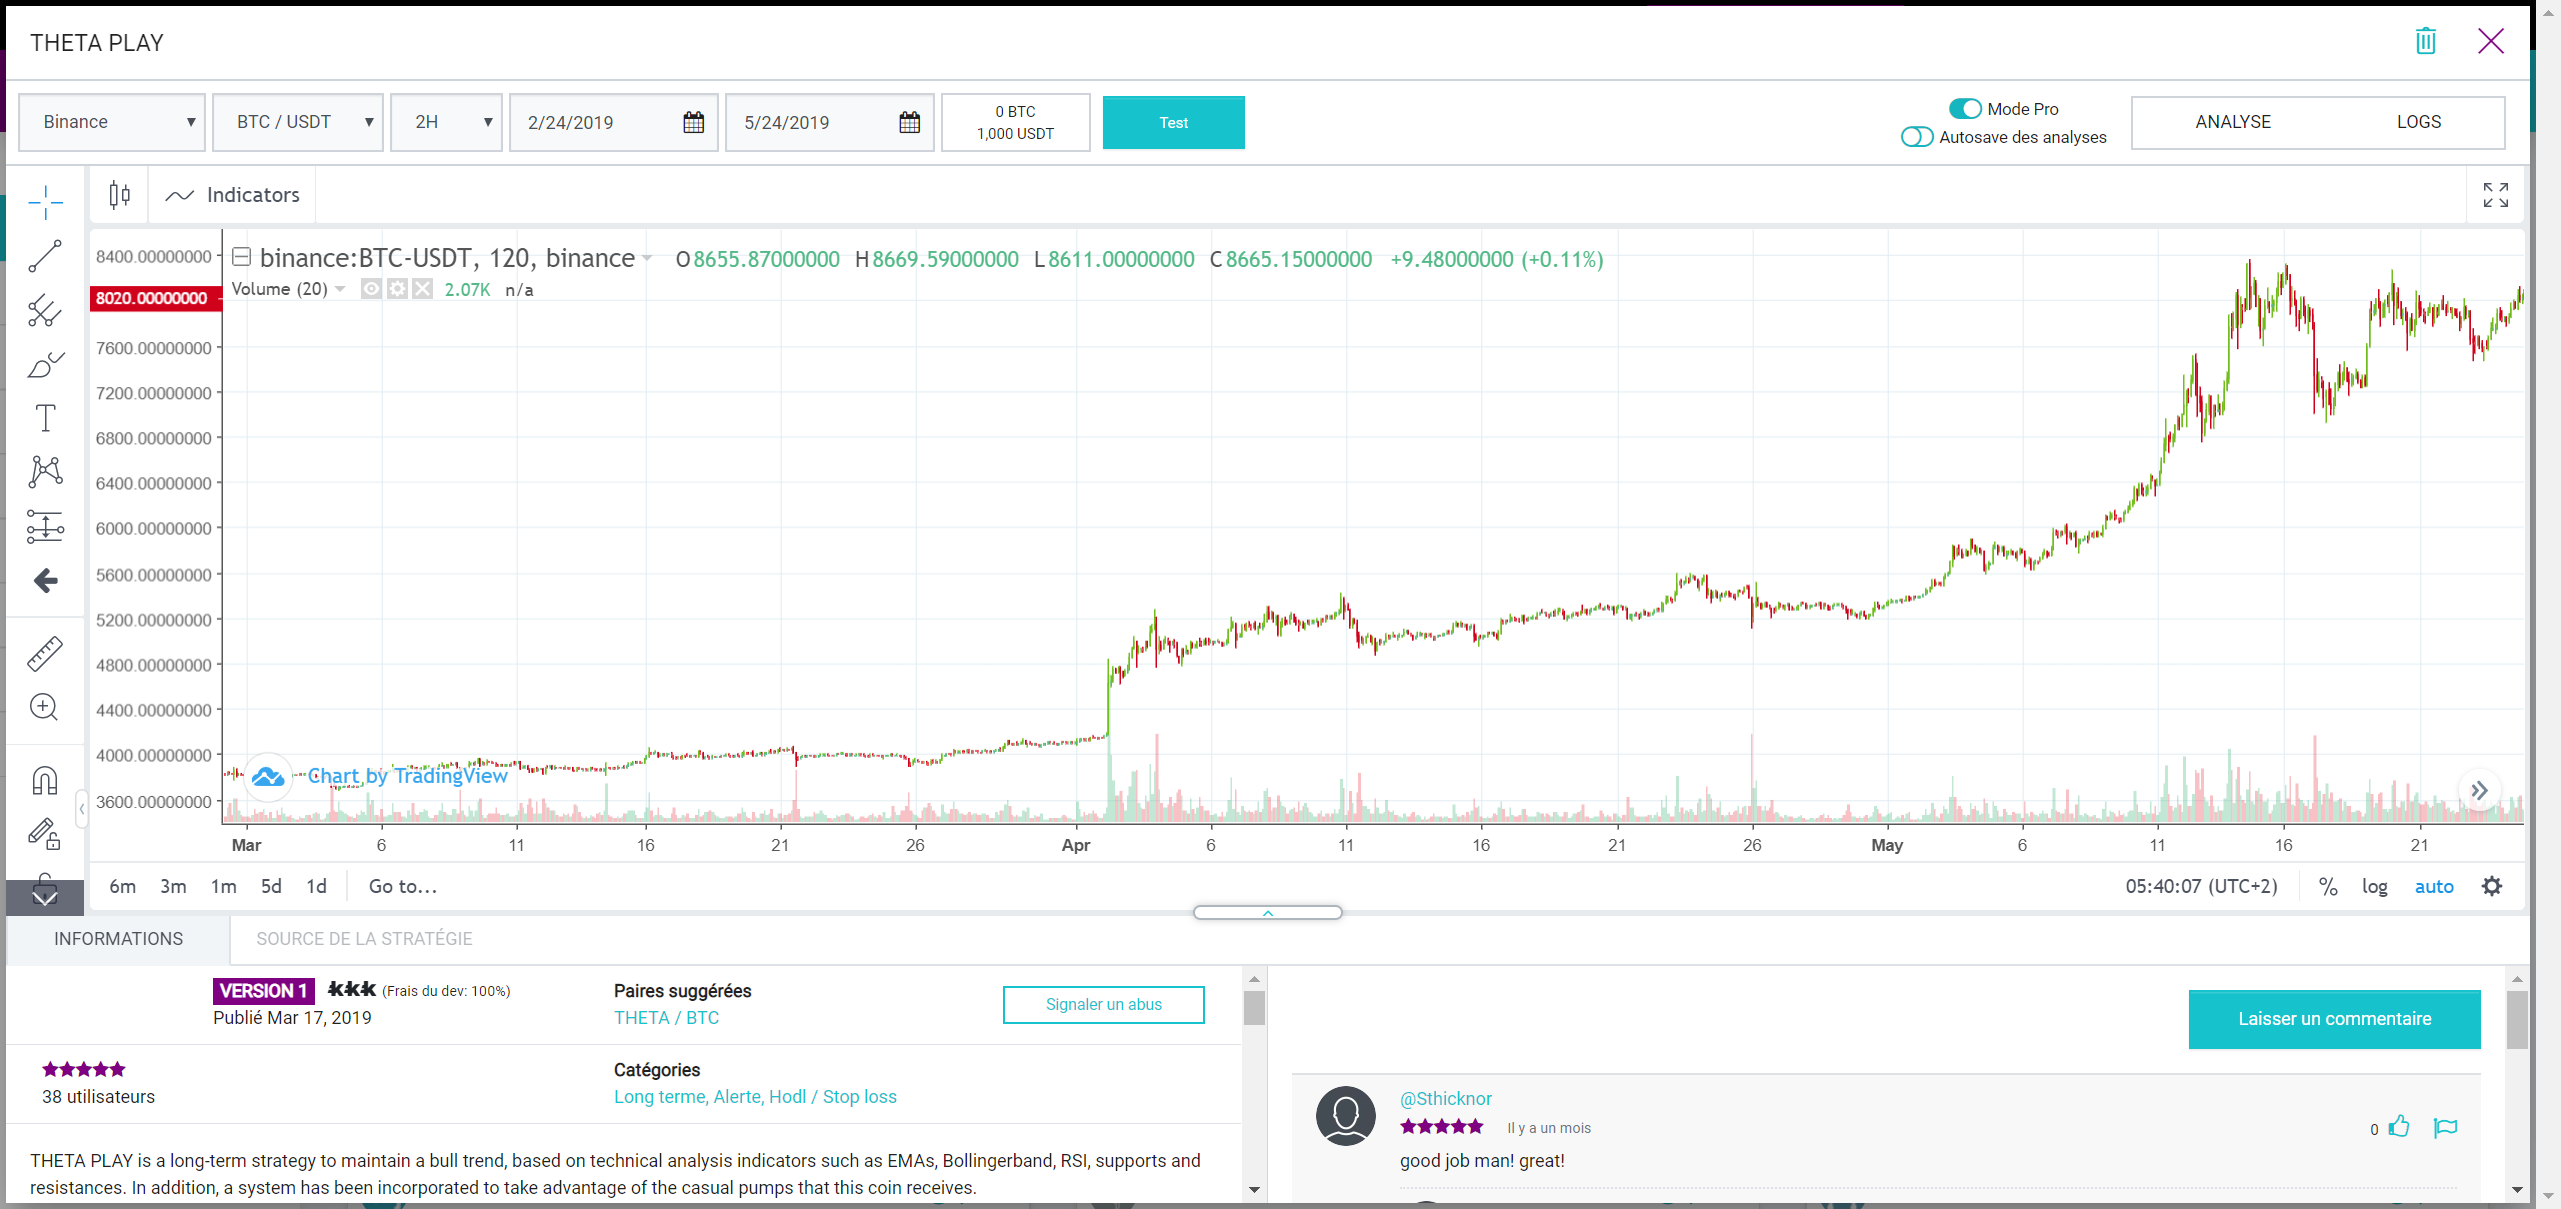 THETA PLAY
Binance
BTC / USDT
2H
2/24/2019
5/24/2019
0 BTC
1,000 USDT
Test
Mode Pro
Autosave des analyses
ANALYSE
LOGS
Indicators
binance:BTC-USDT, 120, binance O 8655.87000000 H 8669.59000000 L 8611.00000000 C 8665.15000000 +9.48000000 (+0.11%)
Volume (20) 2.07K n/a
8400.00000000
8020.00000000
7600.00000000
7200.00000000
6800.00000000
6400.00000000
6000.00000000
5600.00000000
5200.00000000
4800.00000000
4400.00000000
4000.00000000
3600.00000000
Chart by TradingView
Mar 6 11 16 21 26 Apr 6 11 16 21 26 May 6 11 16 21
6m 3m 1m 5d 1d Go to...
05:40:07 (UTC+2) % log auto
INFORMATIONS
SOURCE DE LA STRATÉGIE
VERSION 1 (Frais du dev: 100%)
Publié Mar 17, 2019
Paires suggérées
THETA / BTC
Signaler un abus
38 utilisateurs
Catégories
Long terme, Alerte, Hodl / Stop loss
THETA PLAY is a long-term strategy to maintain a bull trend, based on technical analysis indicators such as EMAs, Bollingerband, RSI, supports and
resistances. In addition, a system has been incorporated to take advantage of the casual pumps that this coin receives.
Laisser un commentaire
@Sthicknor
Il y a un mois
0
good job man! great!